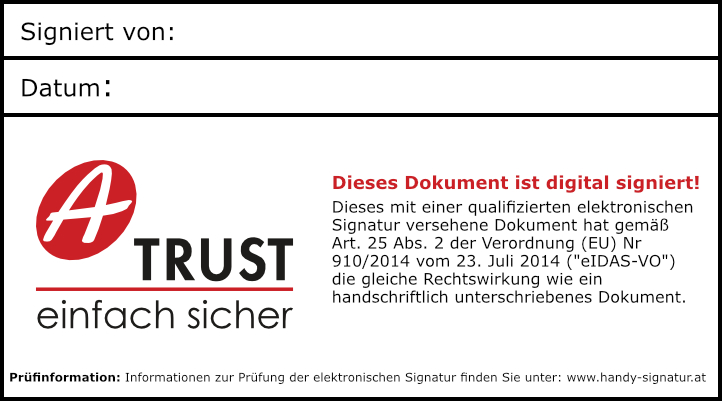 Signiert von:
Datum:
A
TRUST
einfach sicher
Dieses Dokument ist digital signiert!
Dieses mit einer qualifizierten elektronischen
Signatur versehene Dokument hat gemäß
Art. 25 Abs. 2 der Verordnung (EU) Nr
910/2014 vom 23. Juli 2014 ("eIDAS-VO")
die gleiche Rechtswirkung wie ein
handschriftlich unterschriebenes Dokument.
Prüfinformation: Informationen zur Prüfung der elektronischen Signatur finden Sie unter: www.handy-signatur.at